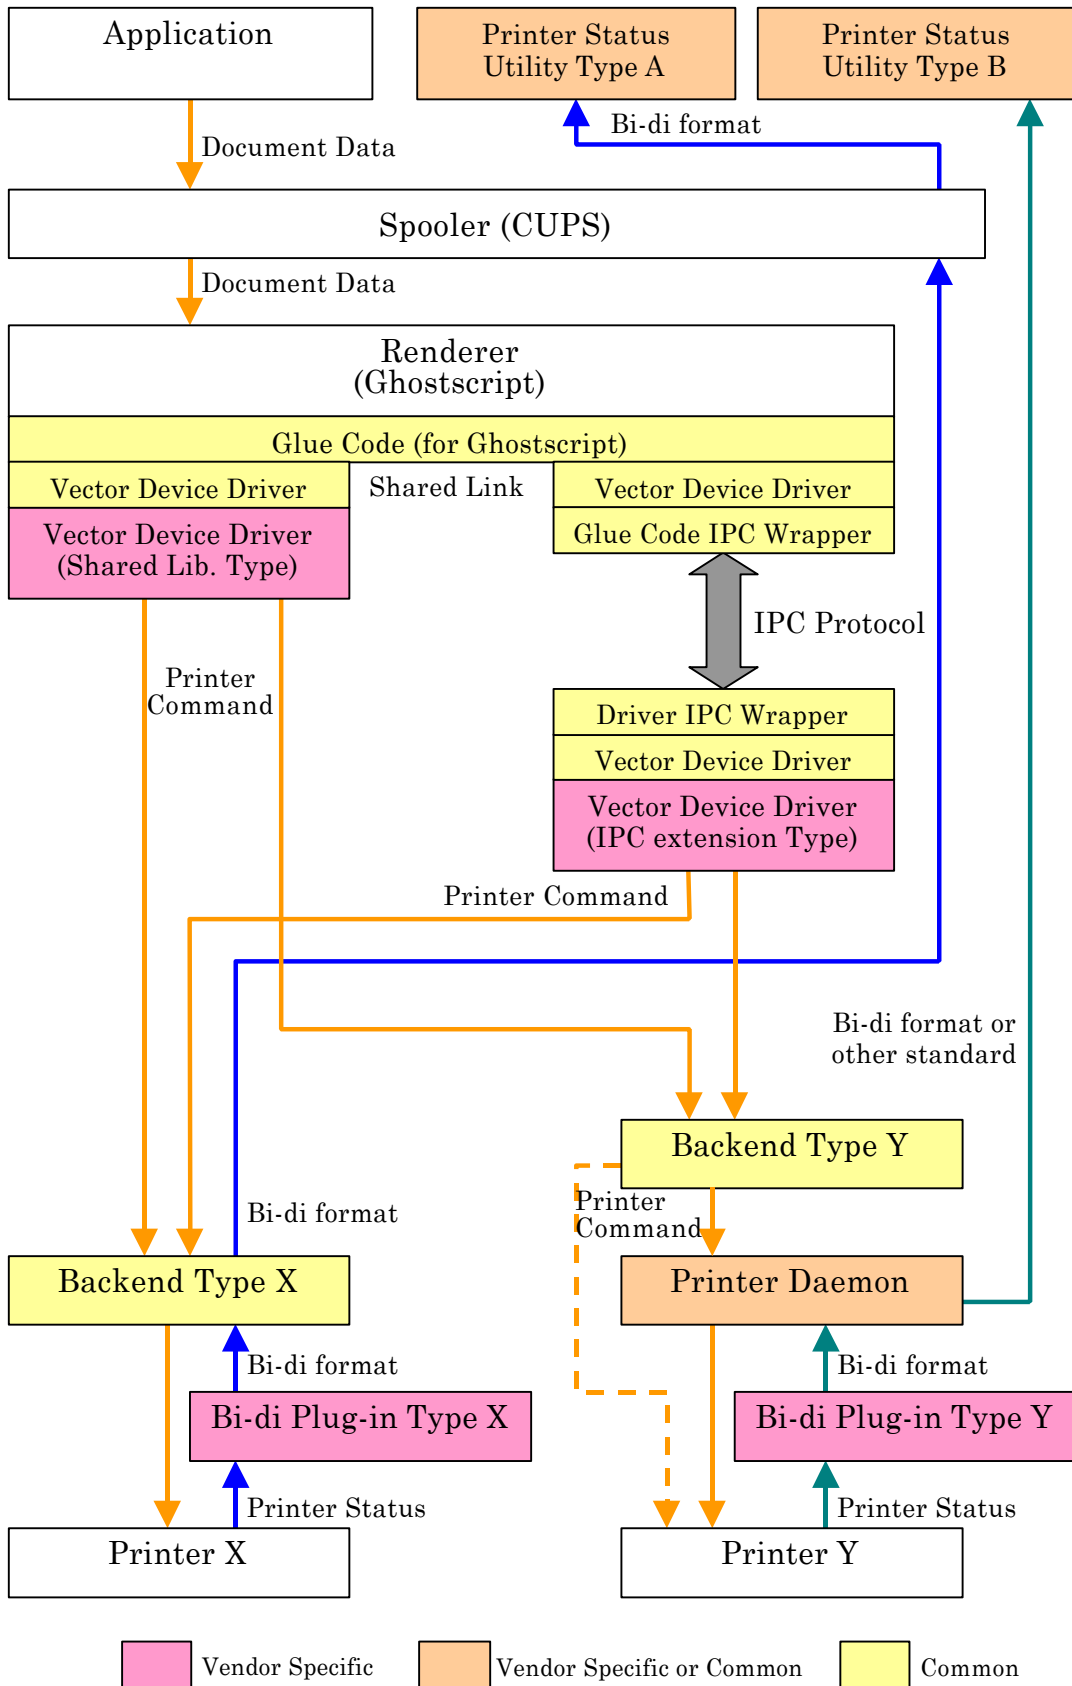 Application
Printer Status
Utility Type A
Printer Status
Utility Type B
Bi-di format
Document Data
Spooler (CUPS)
Document Data
Renderer
(Ghostscript)
Glue Code (for Ghostscript)
Vector Device Driver
Shared Link
Vector Device Driver
Vector Device Driver
(Shared Lib. Type)
Glue Code IPC Wrapper
IPC Protocol
Printer
Command
Driver IPC Wrapper
Vector Device Driver
Vector Device Driver
(IPC extension Type)
Printer Command
Bi-di format or
other standard
Backend Type Y
Printer
Command
Bi-di format
Backend Type X
Printer Daemon
Bi-di format
Bi-di format
Bi-di Plug-in Type X
Bi-di Plug-in Type Y
Printer Status
Printer Status
Printer X
Printer Y
Vendor Specific
Vendor Specific or Common
Common